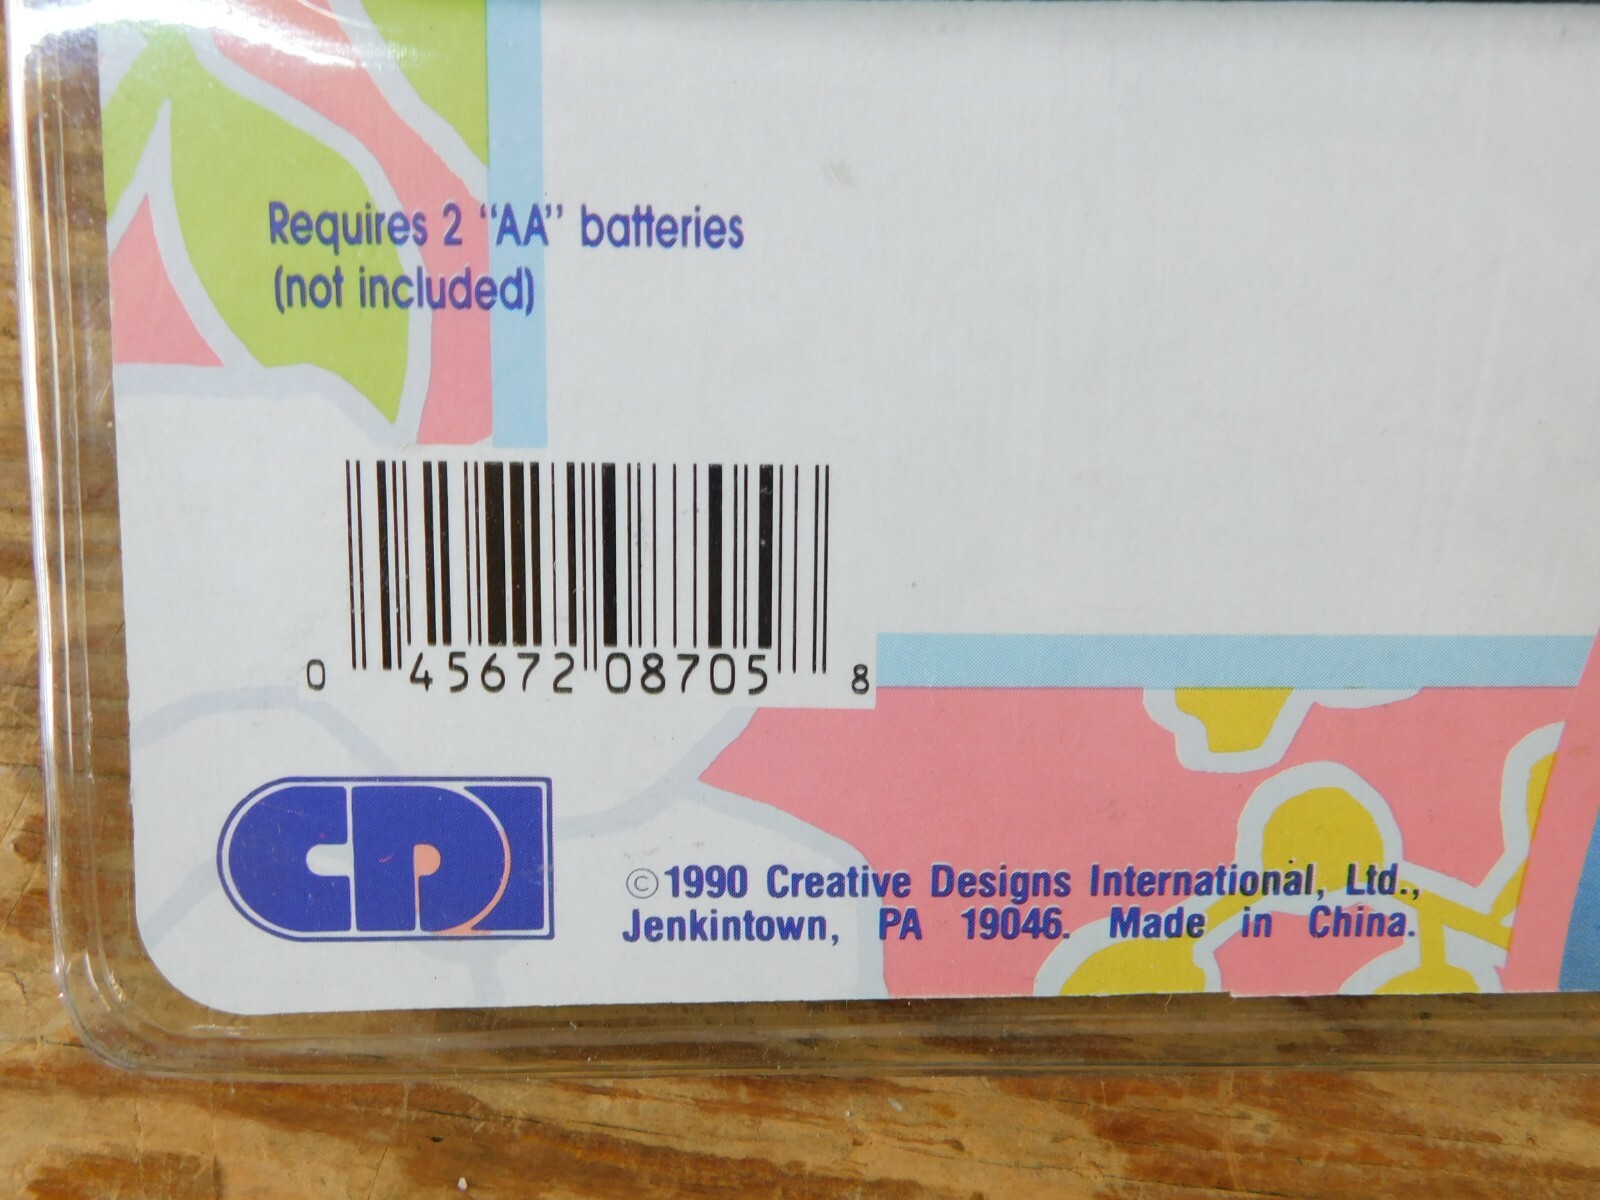 Requires 2 “AA” batteries
(not included)
0 45672 08705 8
CDI
©1990 Creative Designs International, Ltd.,
Jenkintown, PA 19046. Made in China.